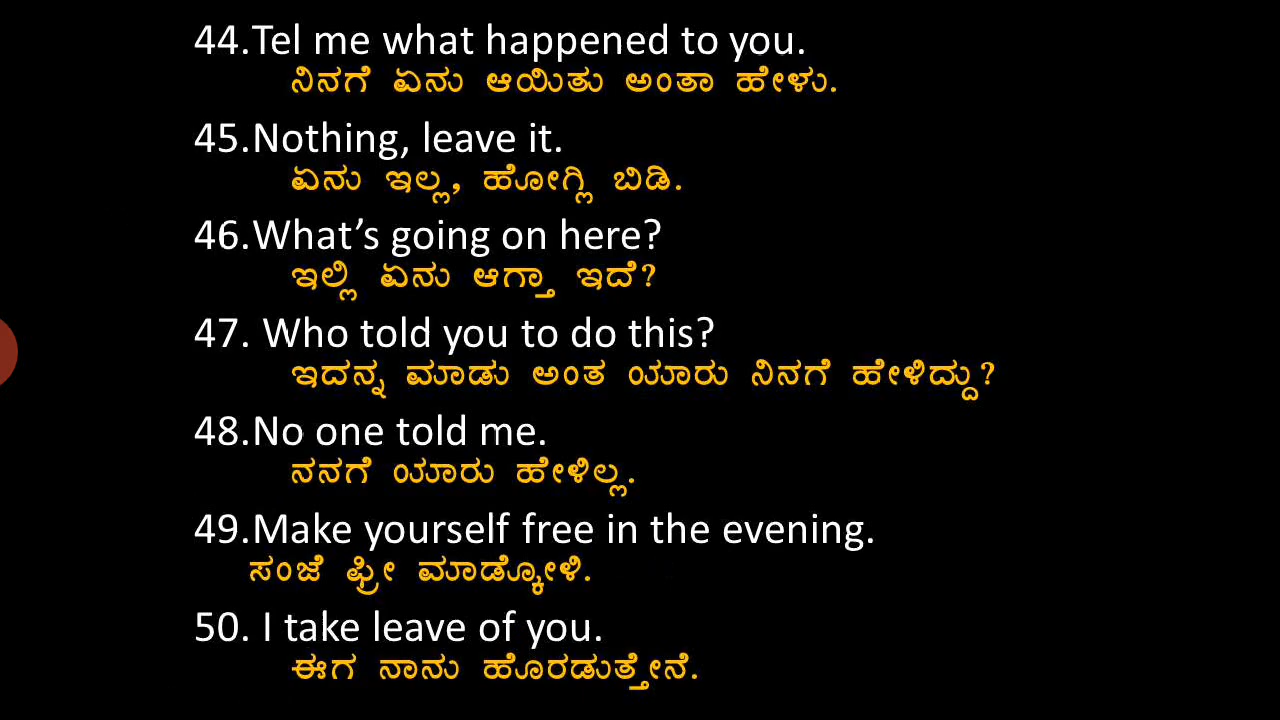 44.Tel me what happened to you.
ನಿನಗೆ ಏನು ಆಯಿತು ಅಂತಾ ಹೇಳು.
45.Nothing, leave it.
ಏನು ಇಲ್ಲ, ಹೋಗ್ಲಿ ಬಿಡಿ.
46.What’s going on here?
ಇಲ್ಲಿ ಏನು ಆಗ್ತಾ ಇದೆ?
47. Who told you to do this?
ಇದನ್ನ ಮಾಡು ಅಂತ ಯಾರು ನಿನಗೆ ಹೇಳಿದ್ದು?
48.No one told me.
ನನಗೆ ಯಾರು ಹೇಳಿಲ್ಲ.
49.Make yourself free in the evening.
ಸಂಜೆ ಫ್ರೀ ಮಾಡ್ಕೋಳಿ.
50. I take leave of you.
ಈಗ ನಾನು ಹೊರಡುತ್ತೇನೆ.